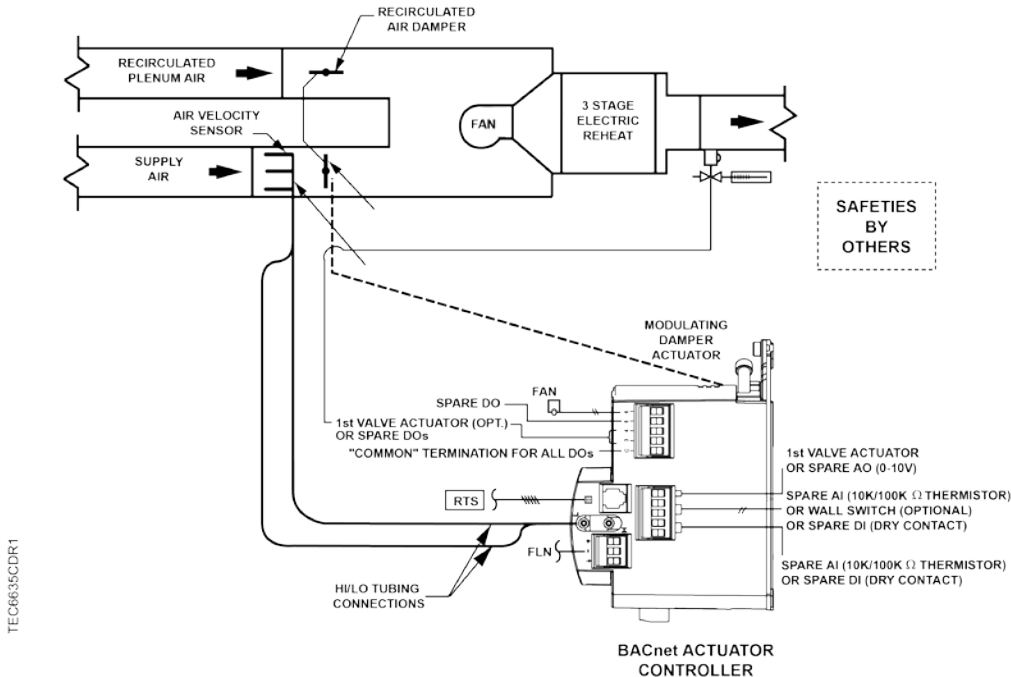 RECIRCULATED
AIR DAMPER
RECIRCULATED
PLENUM AIR
AIR VELOCITY
SENSOR
SUPPLY
AIR
FAN
3 STAGE
ELECTRIC
REHEAT
SAFETIES
BY
OTHERS
MODULATING
DAMPER
ACTUATOR
FAN
SPARE DO
1st VALVE ACTUATOR (OPT.)
OR SPARE DOs
"COMMON" TERMINATION FOR ALL DOs
1st VALVE ACTUATOR
OR SPARE AO (0-10V)
SPARE AI (10K/100K Ω THERMISTOR)
OR WALL SWITCH (OPTIONAL)
OR SPARE DI (DRY CONTACT)
SPARE AI (10K/100K Ω THERMISTOR)
OR SPARE DI (DRY CONTACT)
RTS
FLN
HI/LO TUBING
CONNECTIONS
BACnet ACTUATOR
CONTROLLER
TEC6635CDR1